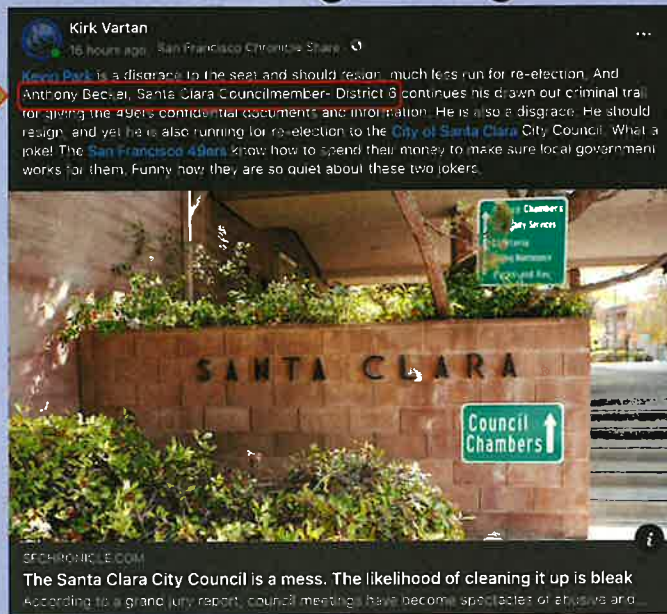 Kirk Vartan
16 hours ago San Francisco Chronicle Share
Kevin Park is a disgrace to the seat and should resign, much less run for re-election. And
Anthony Becker, Santa Clara Councilmember- District 6 continues his drawn out criminal trail
for giving the 49ers confidential documents and information. He is also a disgrace. He should
resign, and yet he is also running for re-election to the City of Santa Clara City Council. What a
joke! The San Francisco 49ers know how to spend their money to make sure local government
works for them. Funny how they are so quiet about these two jokers.
Chambers
Services
SANTA CLARA
Council
Chambers
SFCHRONICLE.COM
The Santa Clara City Council is a mess. The likelihood of cleaning it up is bleak
According to a grand jury report, council meetings have become spectacles of abusive and